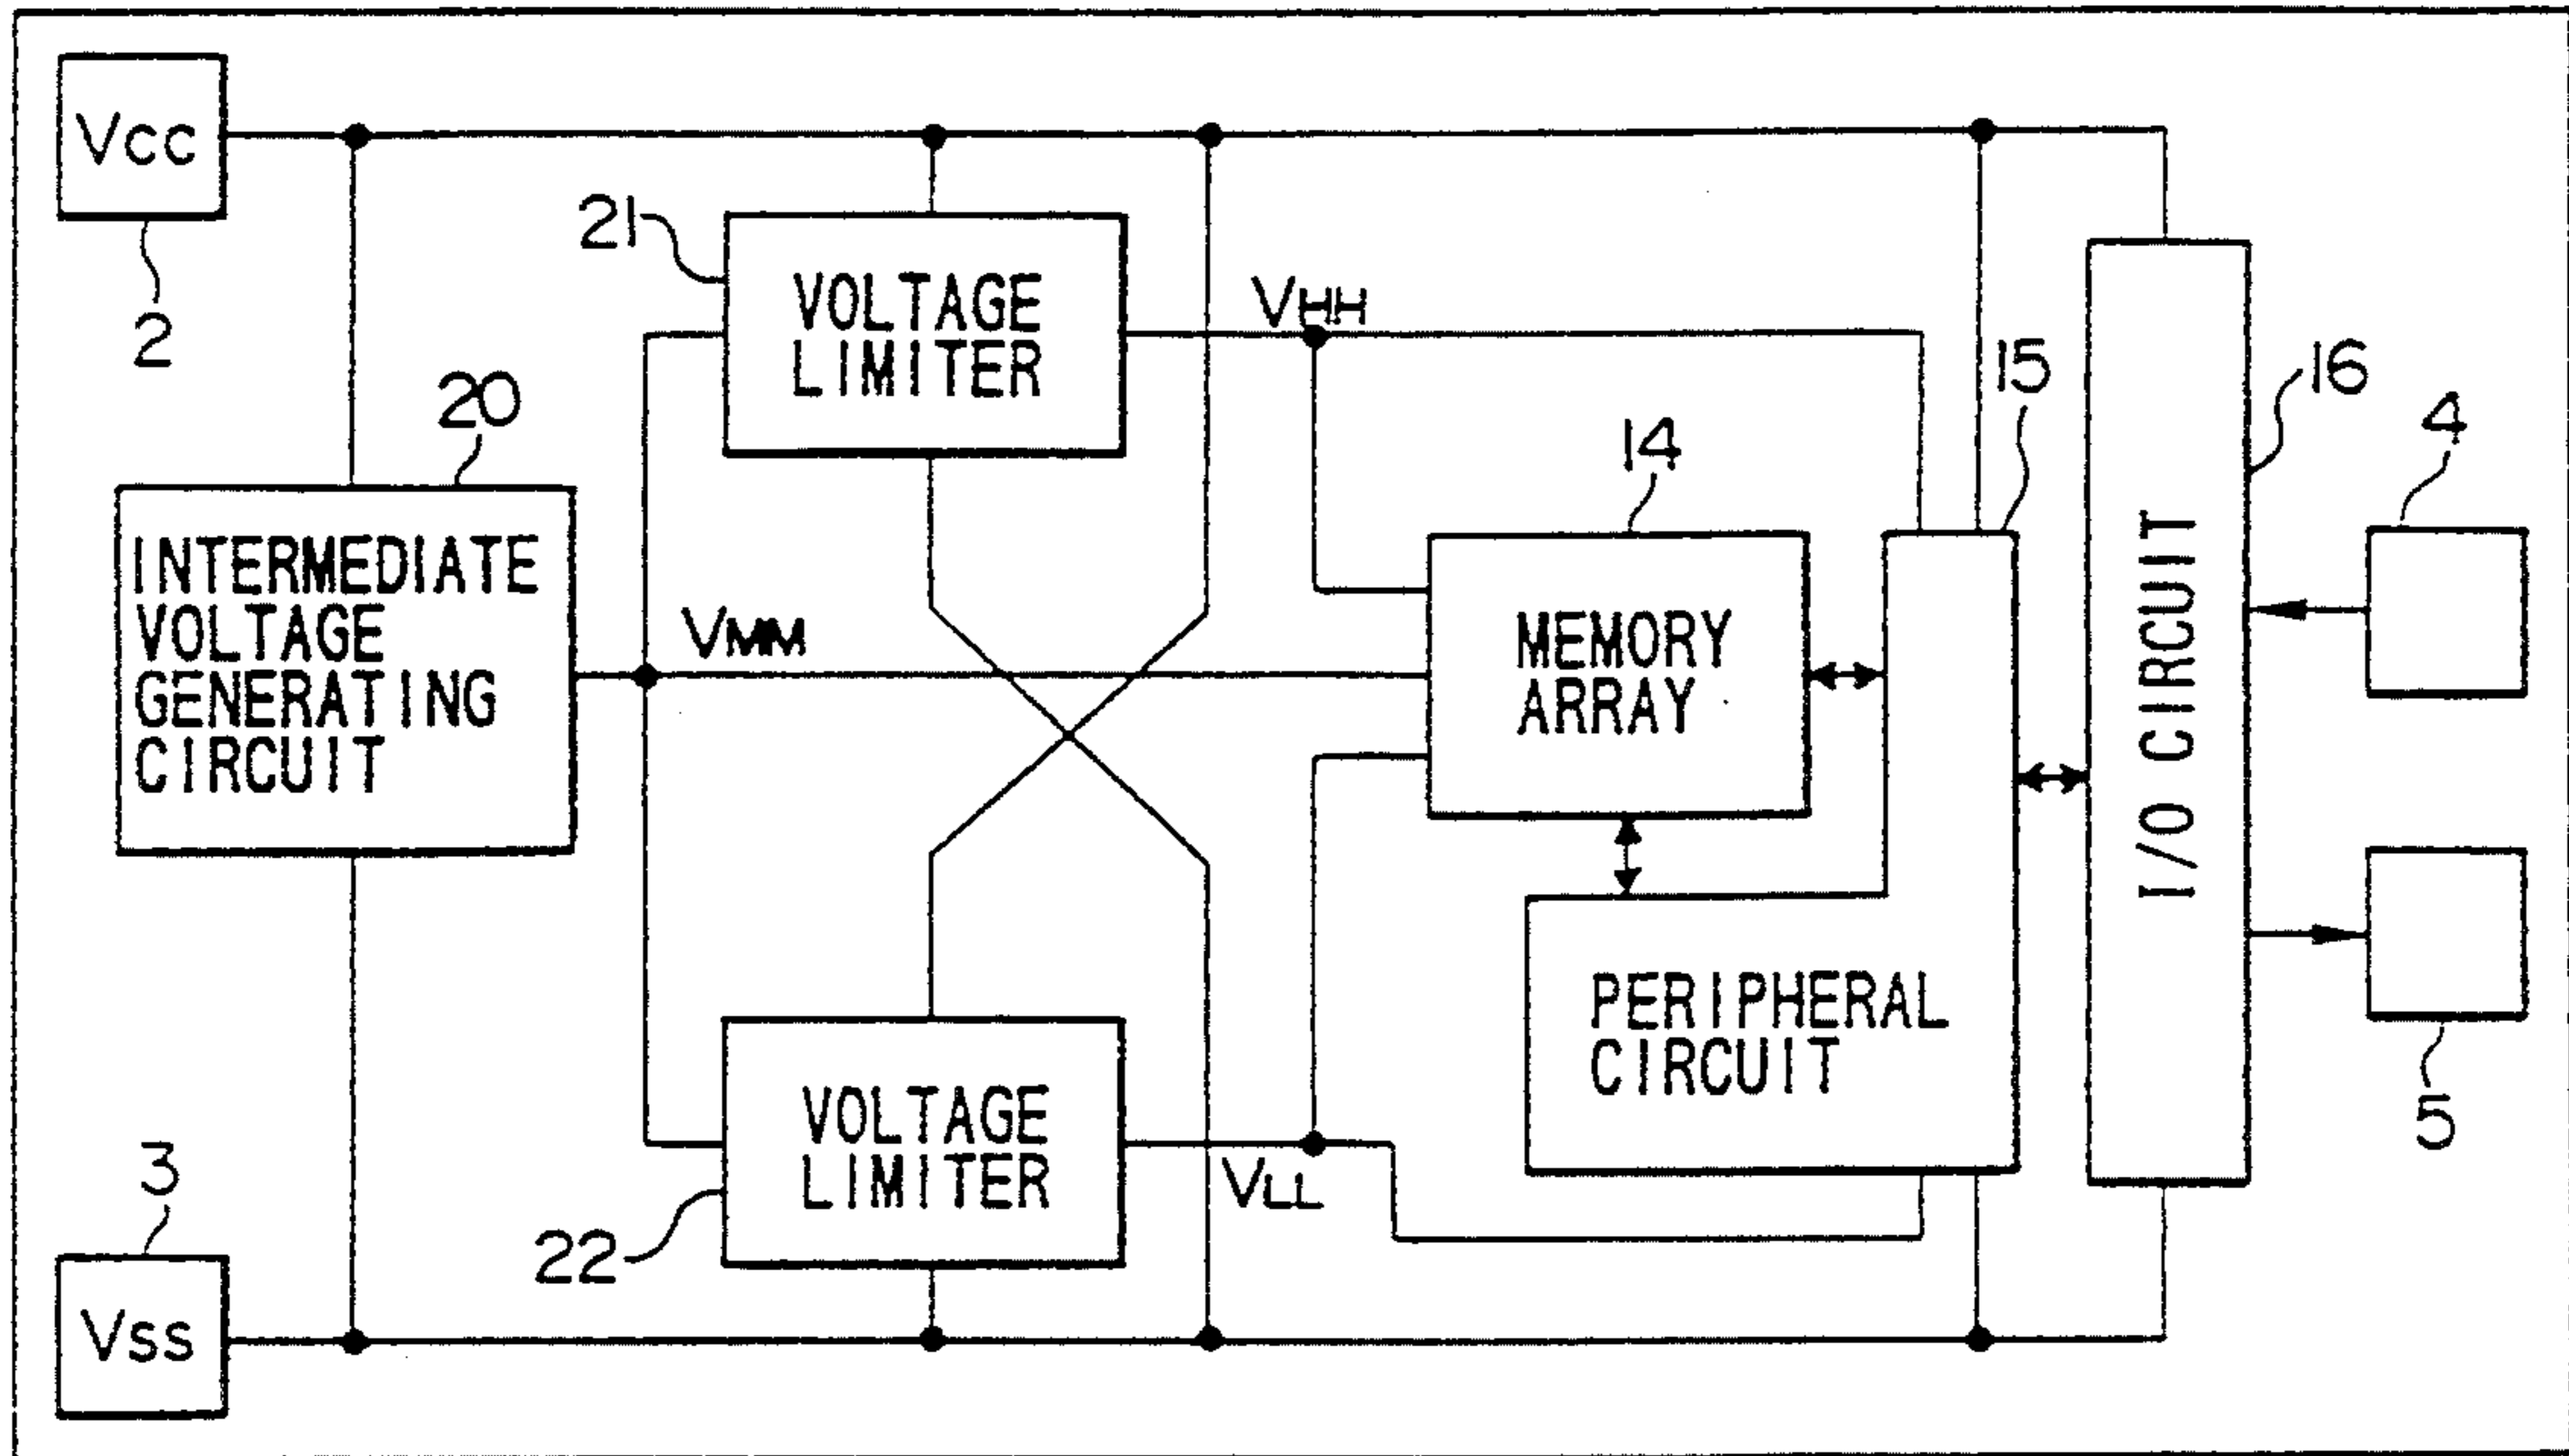 Vcc
2
21
VOLTAGE
LIMITER
VHH
20
INTERMEDIATE
VOLTAGE
GENERATING
CIRCUIT
VMM
14
MEMORY
ARRAY
15
16
I/O CIRCUIT
4
PERIPHERAL
CIRCUIT
5
VOLTAGE
LIMITER
22
VLL
3
Vss